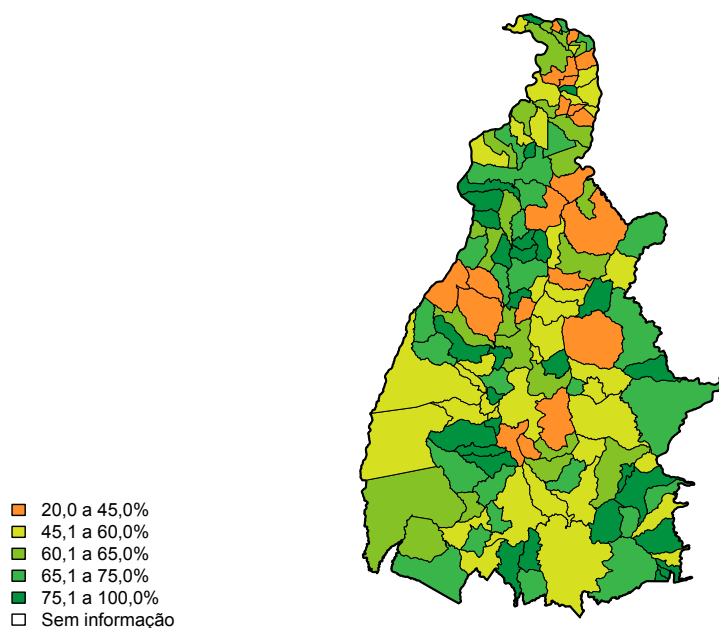 20,0 a 45,0%
45,1 a 60,0%
60,1 a 65,0%
65,1 a 75,0%
75,1 a 100,0%
Sem informação